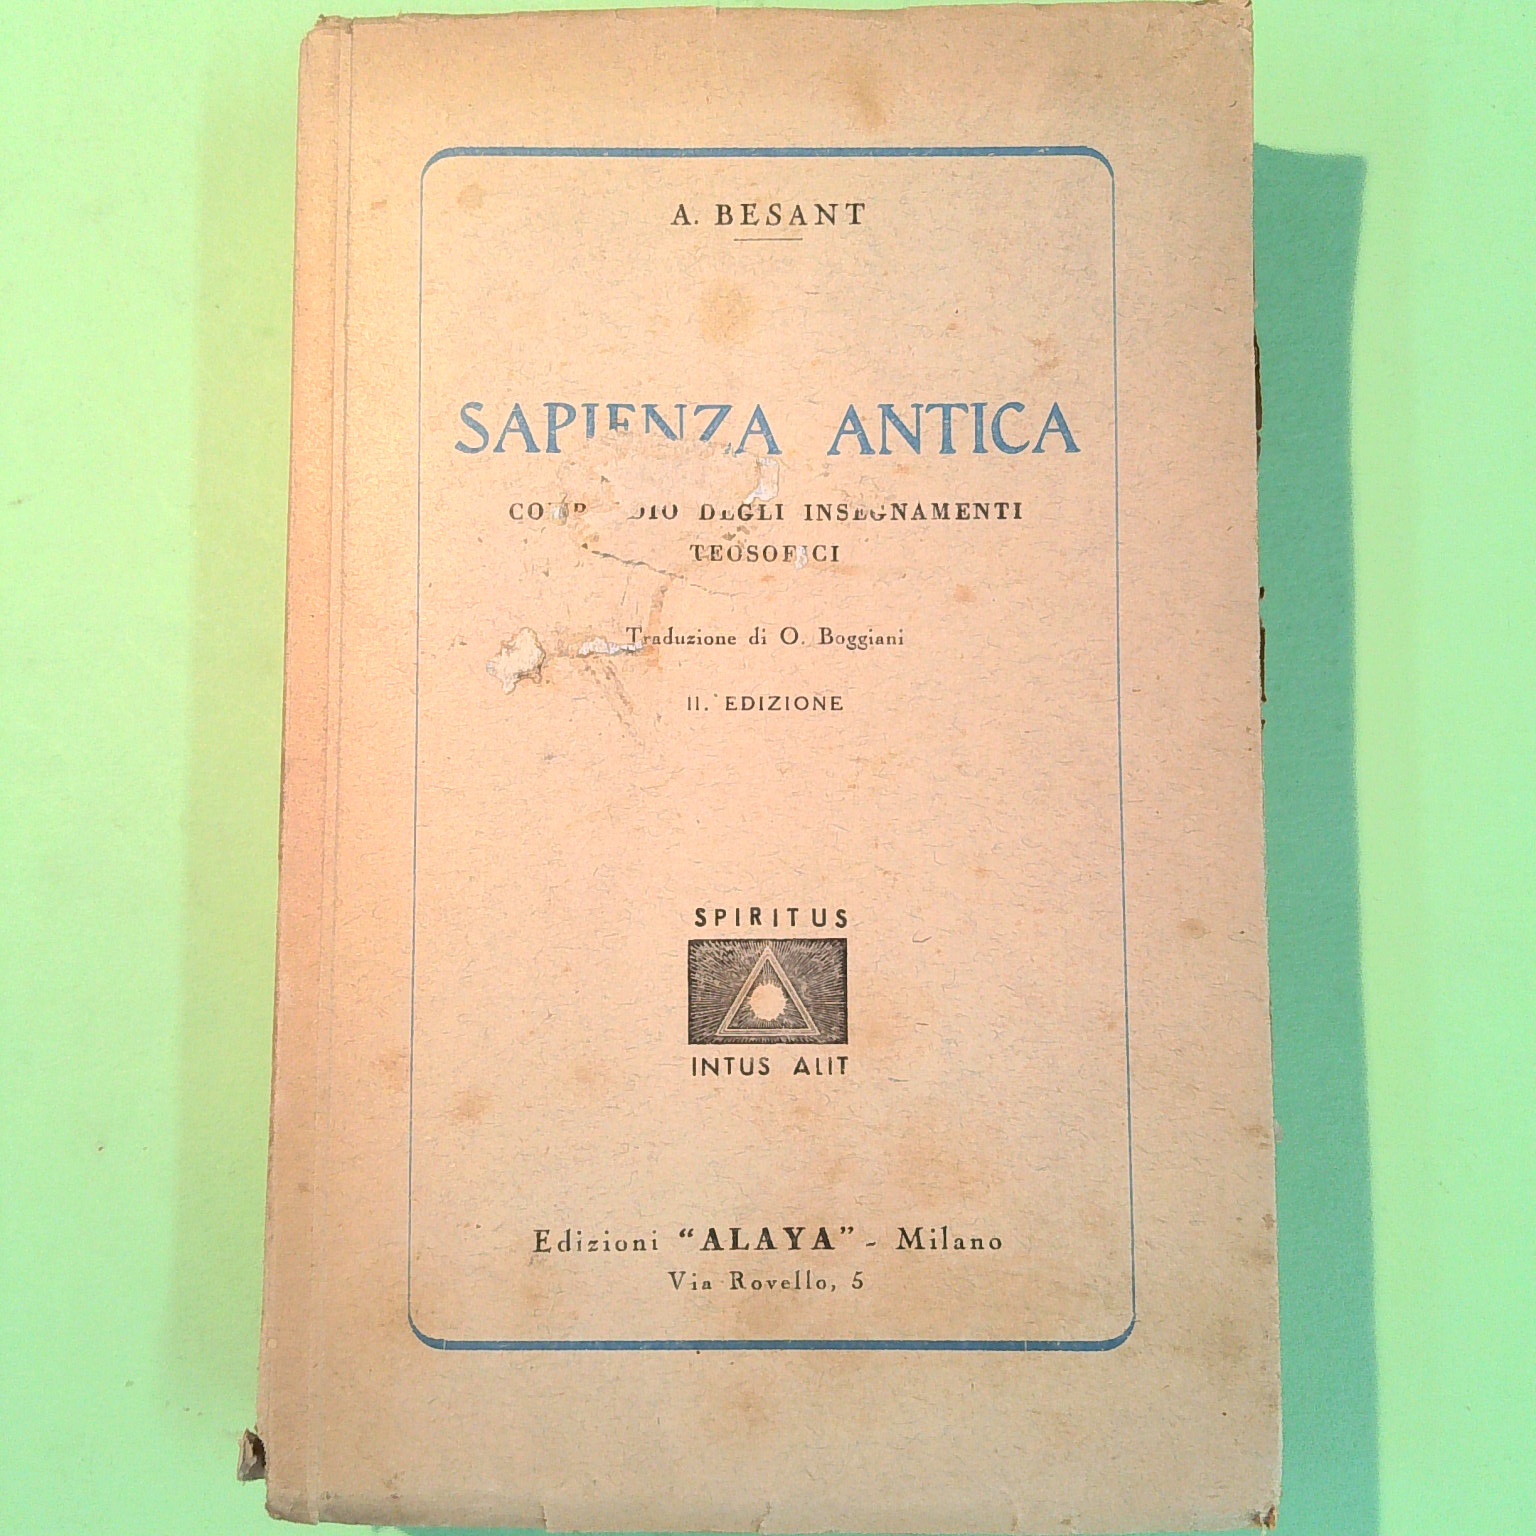 A. BESANT
SAPIENZA ANTICA
DEGLI INSEGNAMENTI
TEOSOFICI
Traduzione di O. Boggiani
II. EDIZIONE
SPIRITUS
INTUS ALIT
Edizioni “ALAYA” - Milano
Via Rovello, 5